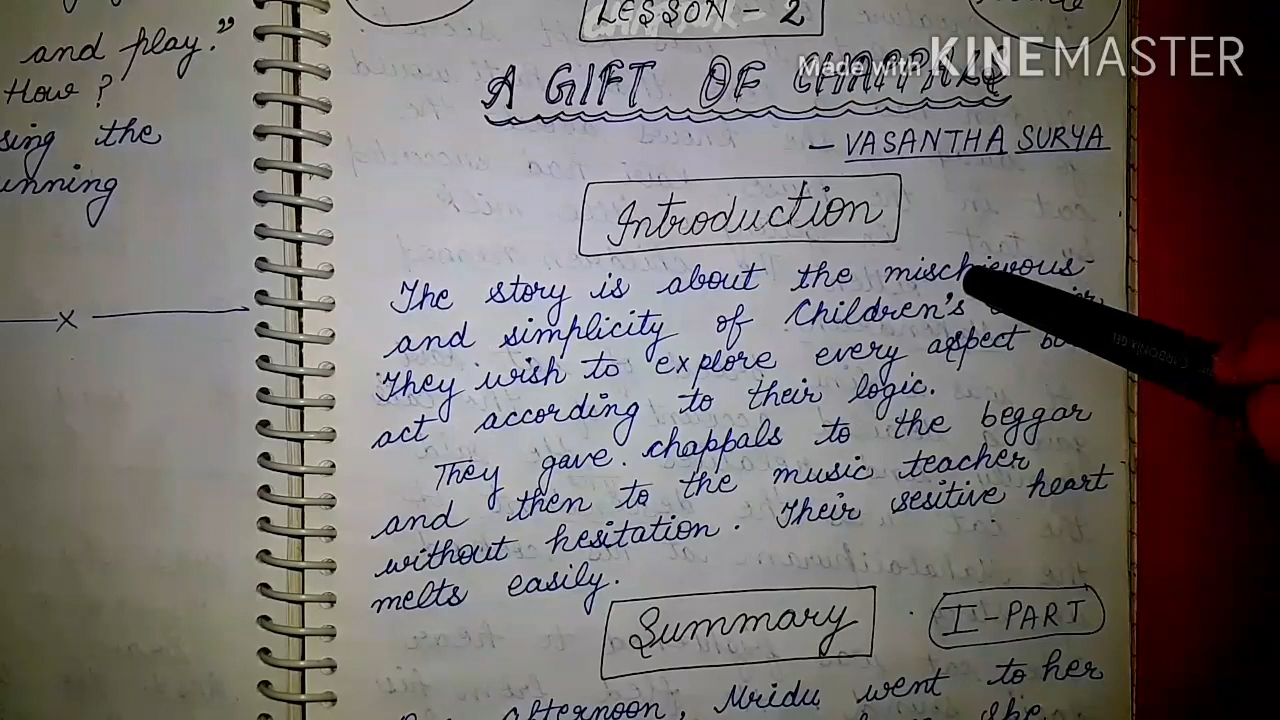 and play."
How?
sing the
unning
LESSON - 2
Made with KINEMASTER
A GIFT OF CHAPPALS
- VASANTHA SURYA
Introduction
The story is about the mischievous
and simplicity of Children's
They wish to explore every aspect
act according to their logic.
They gave. chappals to the beggar
and then to the music teacher
without hesitation. Their sesitive heart
melts easily.
Summary
I-PART
afternoon, Mridu went to her
she